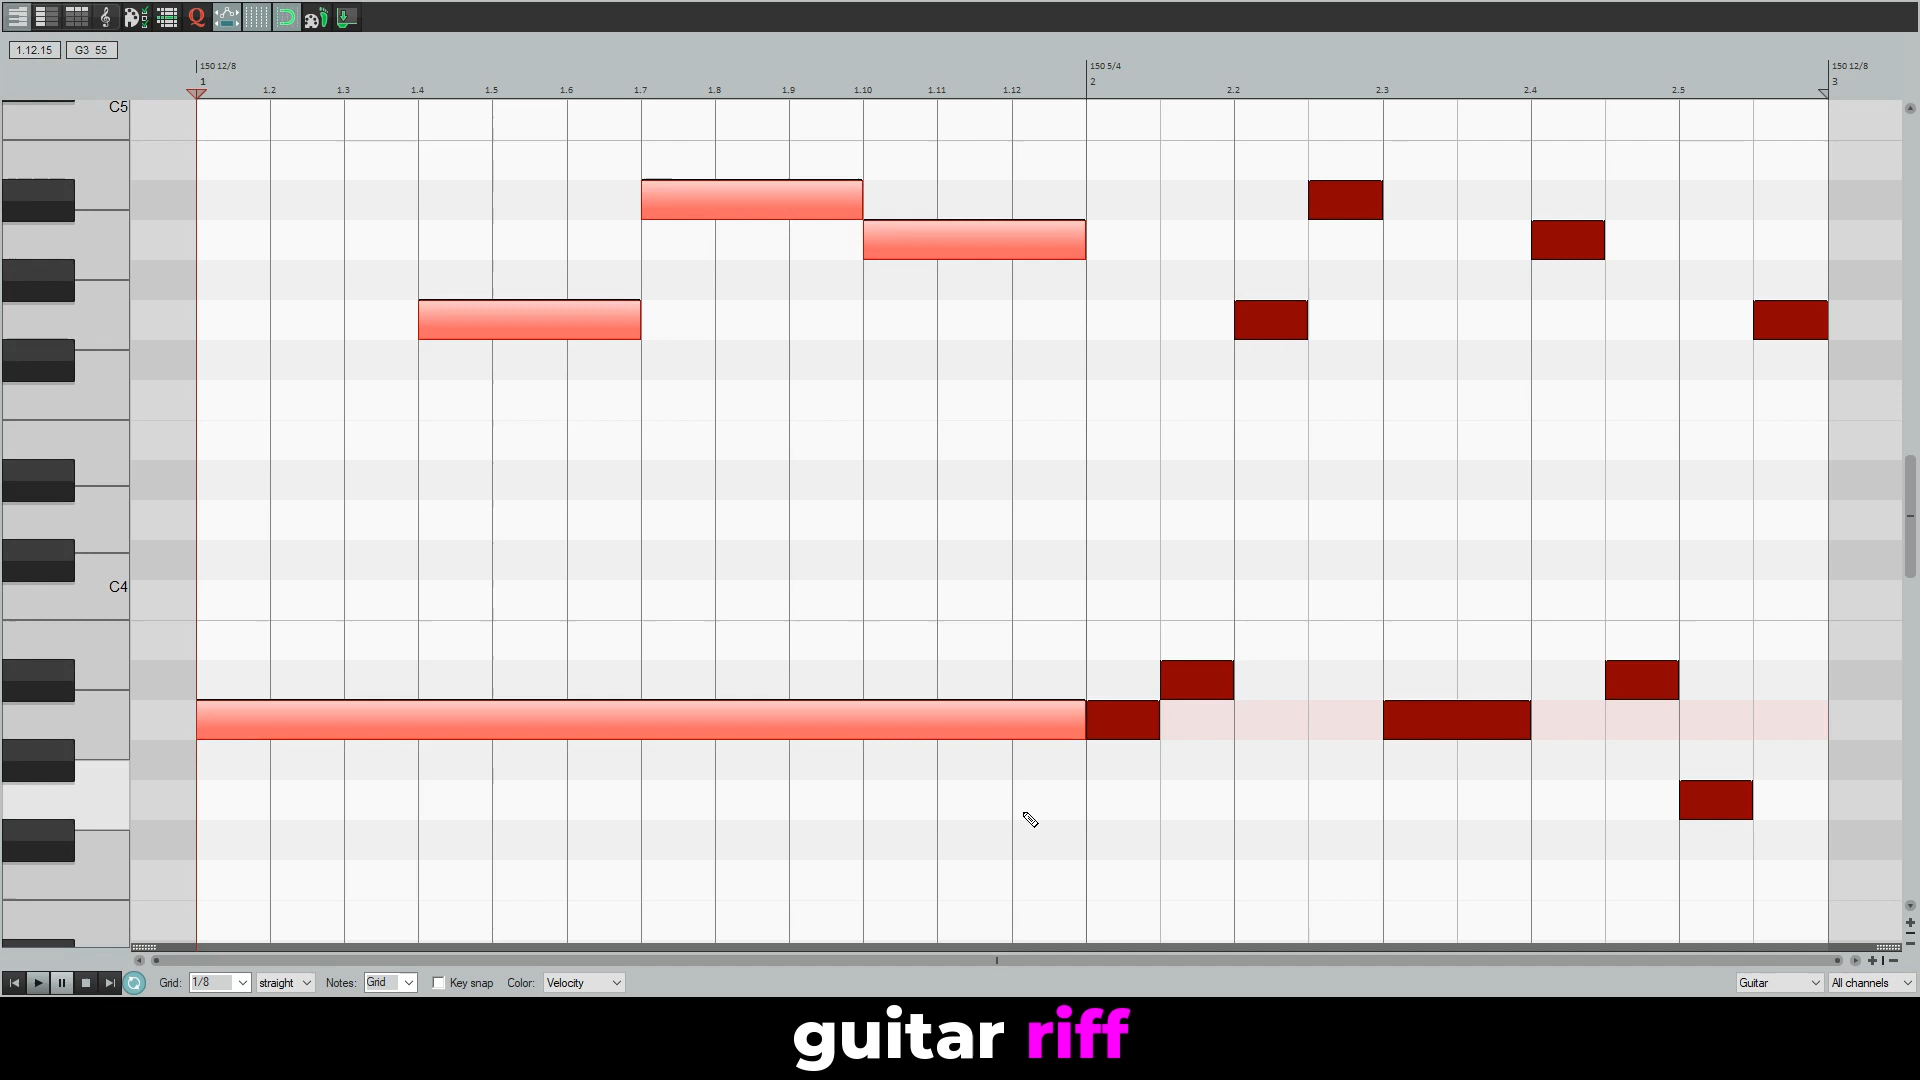 Q
1.12.15 G3 55
150 12/8 150 5/4 150 12/8
1 2 3
1.2 1.3 1.4 1.5 1.6 1.7 1.8 1.9 1.10 1.11 1.12 2.2 2.3 2.4 2.5
C5
C4
Grid: 1/8 straight Notes: Grid Key snap Color: Velocity Guitar All channels
guitar riff